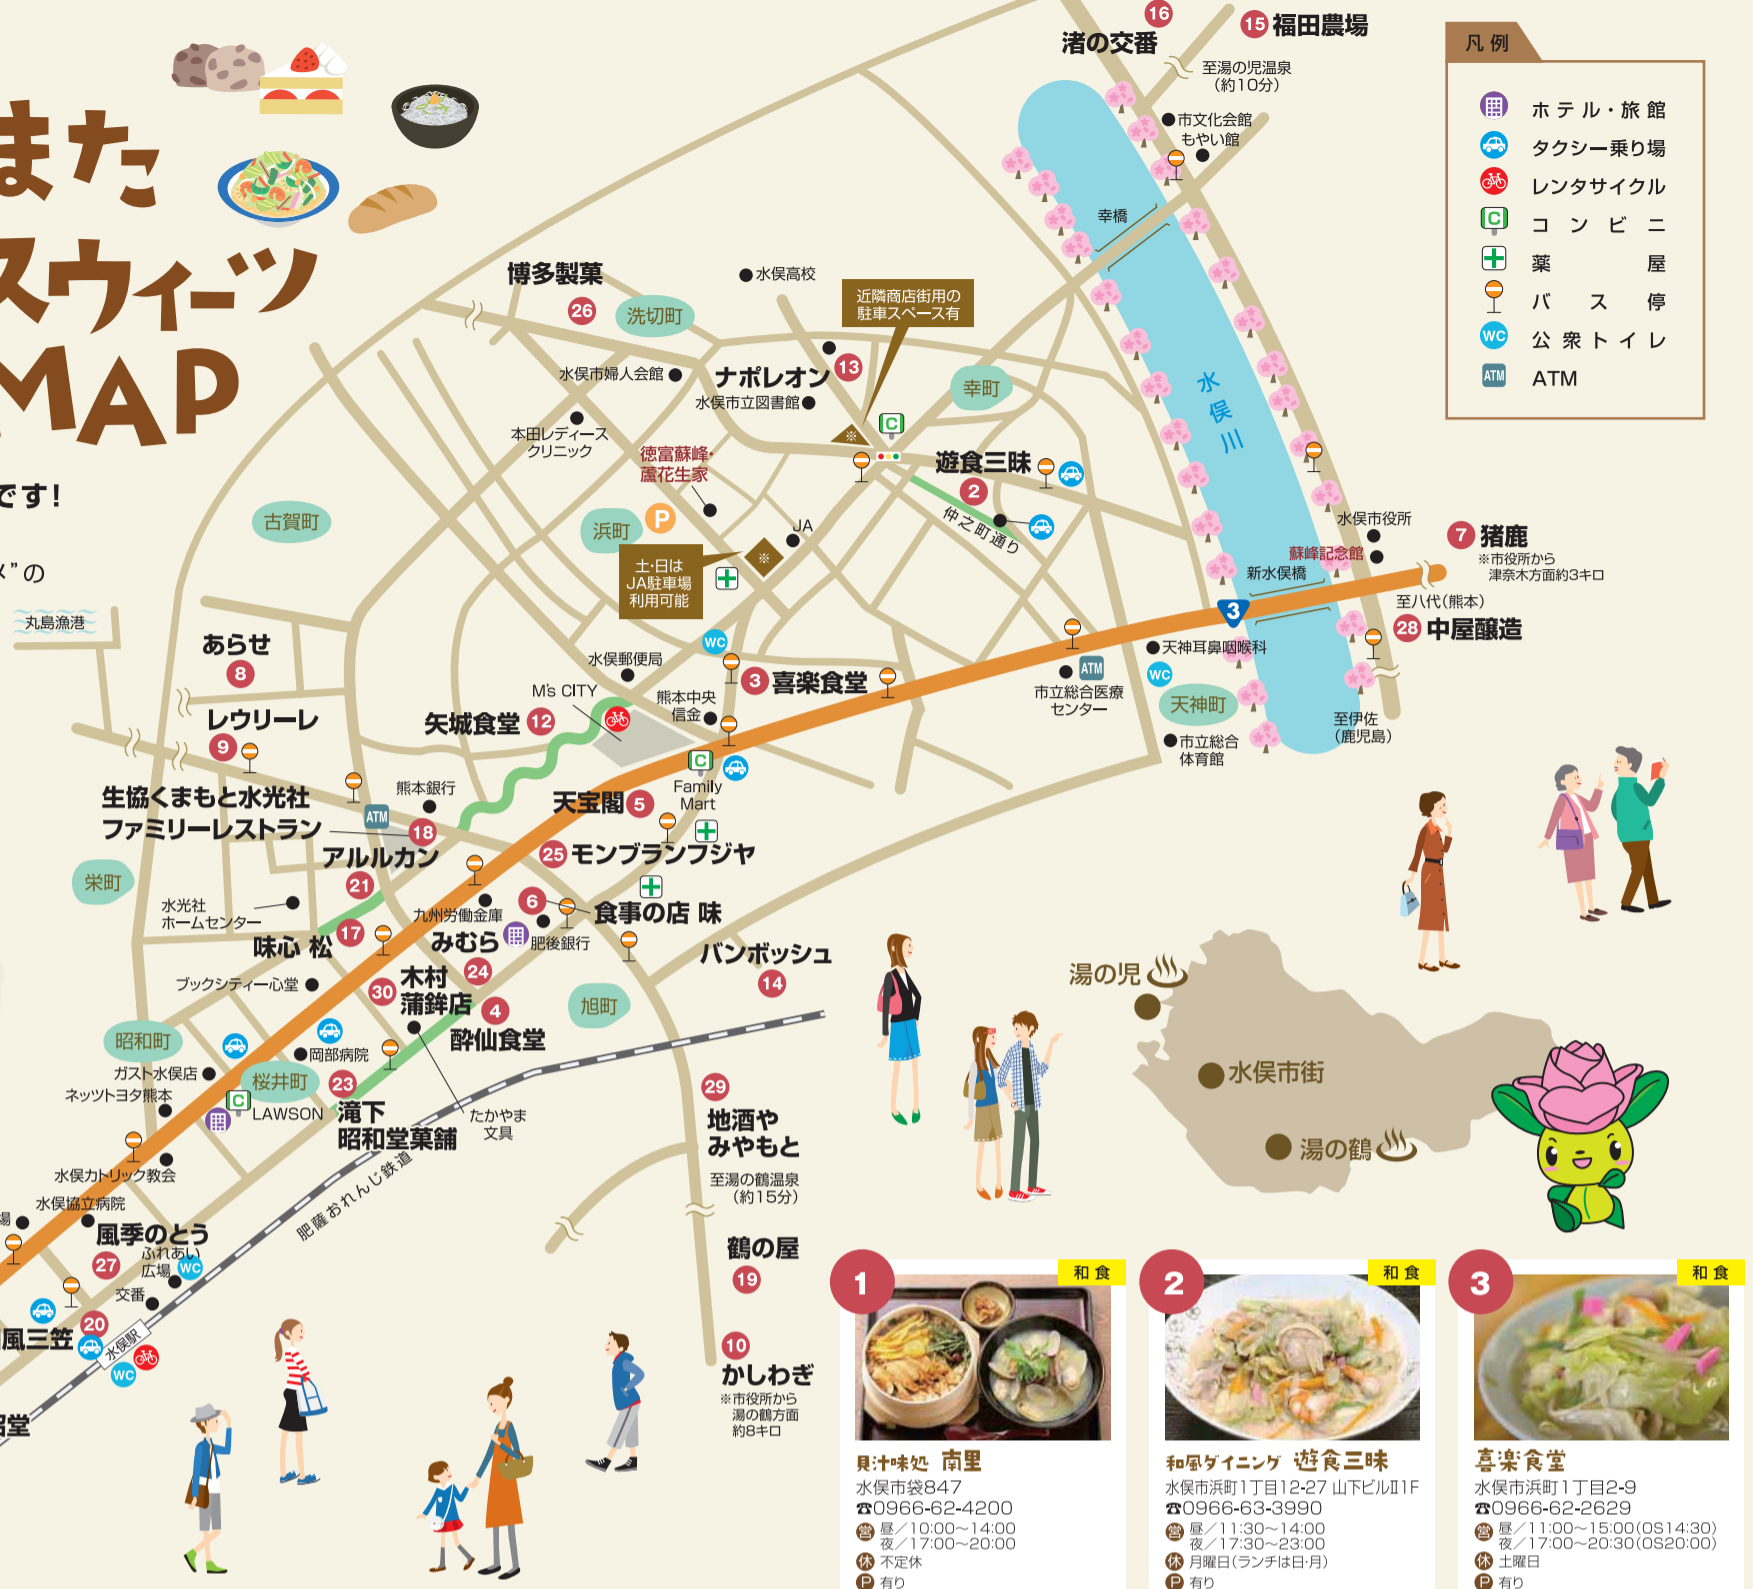 また
スウィーツ
MAP
です!
”の
16
渚の交番
15 福田農場
至湯の児温泉
(約10分)
市文化会館
もやい館
幸橋
凡例
ホテル・旅館
タクシー乗り場
レンタサイクル
C コンビニ
薬屋
バス停
WC 公衆トイレ
ATM ATM
博多製菓
26
洗切町
水俣高校
近隣商店街用の
駐車スペース有
水俣市婦人会館
ナポレオン
13
水俣市立図書館
幸町
水俣川
本田レディース
クリニック
徳富蘇峰・
蘆花生家
※
C
遊食三昧
2
仲之町通り
古賀町
浜町
P
JA
土・日は
JA駐車場
利用可能
※
水俣市役所
蘇峰記念館
新水俣橋
3
7 猪鹿
※市役所から
津奈木方面約3キロ
至八代(熊本)
28 中屋醸造
丸島漁港
あらせ
8
水俣郵便局
WC
M's CITY
熊本中央
信金
3 喜楽食堂
天神耳鼻咽喉科
ATM
市立総合医療
センター
WC
天神町
市立総合
体育館
至伊佐
(鹿児島)
レウリーレ
9
矢城食堂 12
C
Family
Mart
生協くまもと水光社
ファミリーレストラン
熊本銀行
ATM
18
天宝閣 5
アルルカン
21
25 モンブランフジヤ
栄町
水光社
ホームセンター
九州労働金庫
6
食事の店 味
味心 松 17
みむら
24
肥後銀行
バンボッシュ
14
ブックシティー心堂
30 木村
蒲鉾店
4
酔仙食堂
旭町
昭和町
岡部病院
ガスト水俣店
桜井町
ネッツトヨタ熊本
C
LAWSON
23
滝下
昭和堂菓舗
たかやま
文具
肥薩おれんじ鉄道
29
地酒や
みやもと
至湯の鶴温泉
(約15分)
水俣カトリック教会
水俣協立病院
場
風季のとう
27
ふれあい
広場
WC
交番
鶴の屋
19
風三笠
20
水俣駅
WC
堂
10
かしわぎ
※市役所から
湯の鶴方面
約8キロ
湯の児
水俣市街
湯の鶴
1
和食
貝汁味処 南里
水俣市袋847
☎0966-62-4200
営 昼/10:00〜14:00
夜/17:00〜20:00
休 不定休
P 有り
2
和食
和風ダイニング 遊食三昧
水俣市浜町1丁目12-27 山下ビルⅡ1F
☎0966-63-3990
営 昼/11:30〜14:00
夜/17:30〜23:00
休 月曜日(ランチは日・月)
P 有り
3
和食
喜楽食堂
水俣市浜町1丁目2-9
☎0966-62-2629
営 昼/11:00〜15:00(OS14:30)
夜/17:00〜20:30(OS20:00)
休 土曜日
P 有り